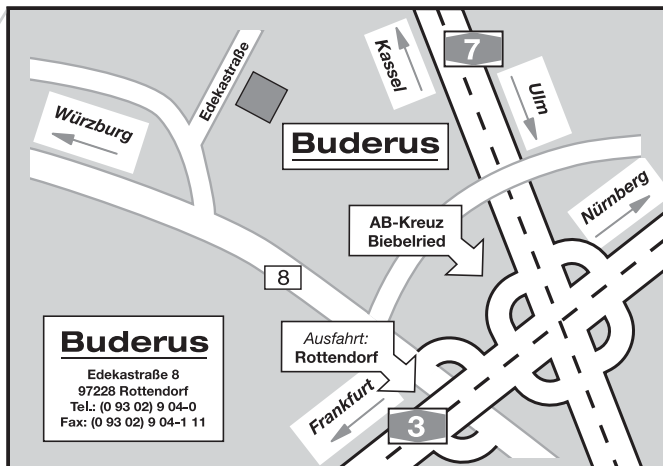 7
Kassel
Ulm
Edekastraße
Würzburg
Buderus
Nürnberg
AB-Kreuz
Biebelried
8
Ausfahrt:
Rottendorf
Frankfurt
3
Buderus
Edekastraße 8
97228 Rottendorf
Tel.: (0 93 02) 9 04-0
Fax: (0 93 02) 9 04-1 11